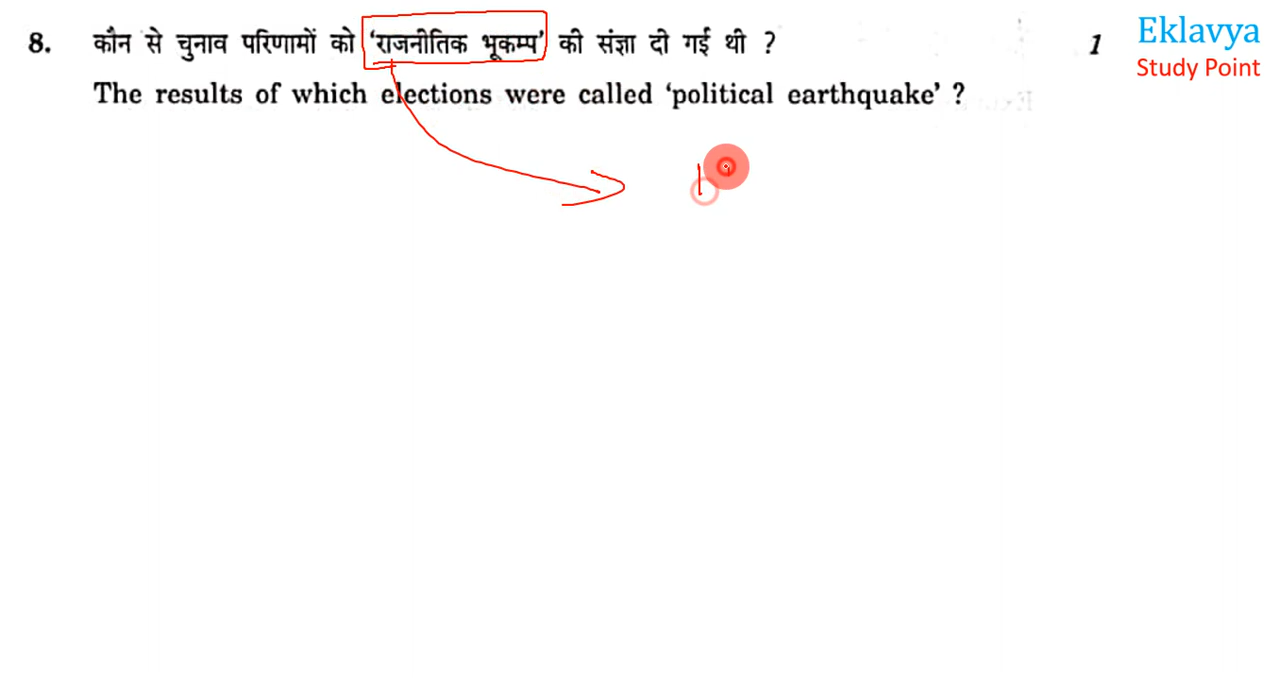 8. कौन से चुनाव परिणामों को ‘राजनीतिक भूकम्प’ की संज्ञा दी गई थी ? 1
The results of which elections were called ‘political earthquake’ ?
Eklavya
Study Point